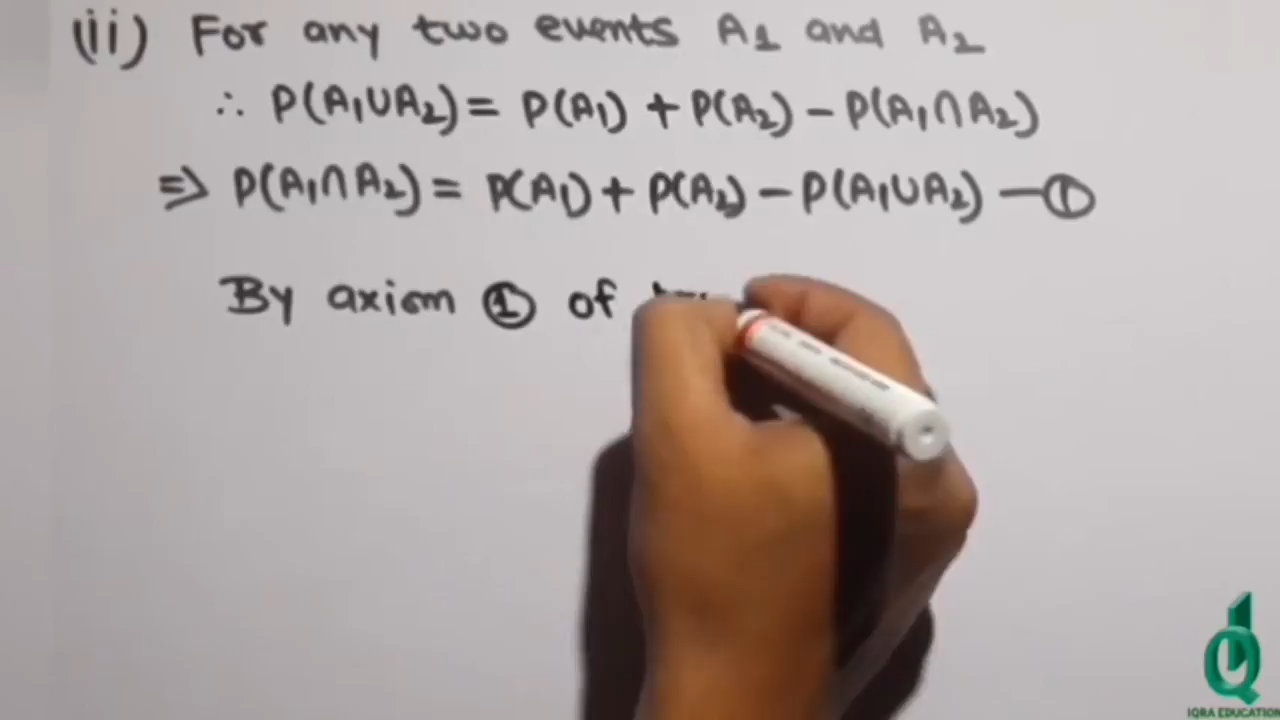 (ii) For any two events A1 and A2
∴ P(A1∪A2) = P(A1) + P(A2) − P(A1∩A2)
⇒ P(A1∩A2) = P(A1) + P(A2) − P(A1∪A2) — ①
By axiom ① of
IQRA EDUCATION